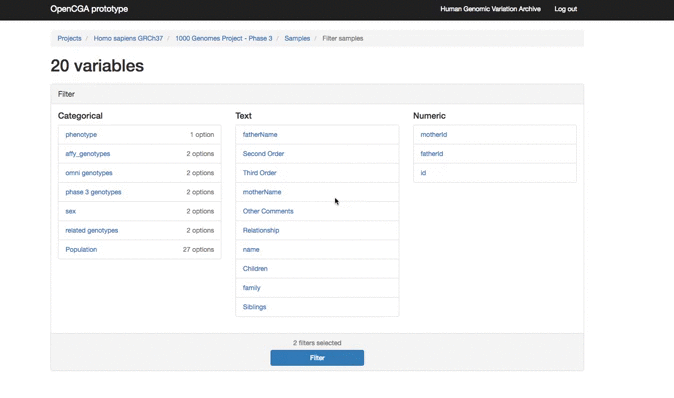 OpenCGA prototype
Human Genomic Variation Archive Log out
Projects / Homo sapiens GRCh37 / 1000 Genomes Project - Phase 3 / Samples / Filter samples
20 variables
Filter
Categorical
phenotype 1 option
affy_genotypes 2 options
omni genotypes 2 options
phase 3 genotypes 2 options
sex 2 options
related genotypes 2 options
Population 27 options
Text
fatherName
Second Order
Third Order
motherName
Other Comments
Relationship
name
Children
family
Siblings
Numeric
motherId
fatherId
id
2 filters selected
Filter